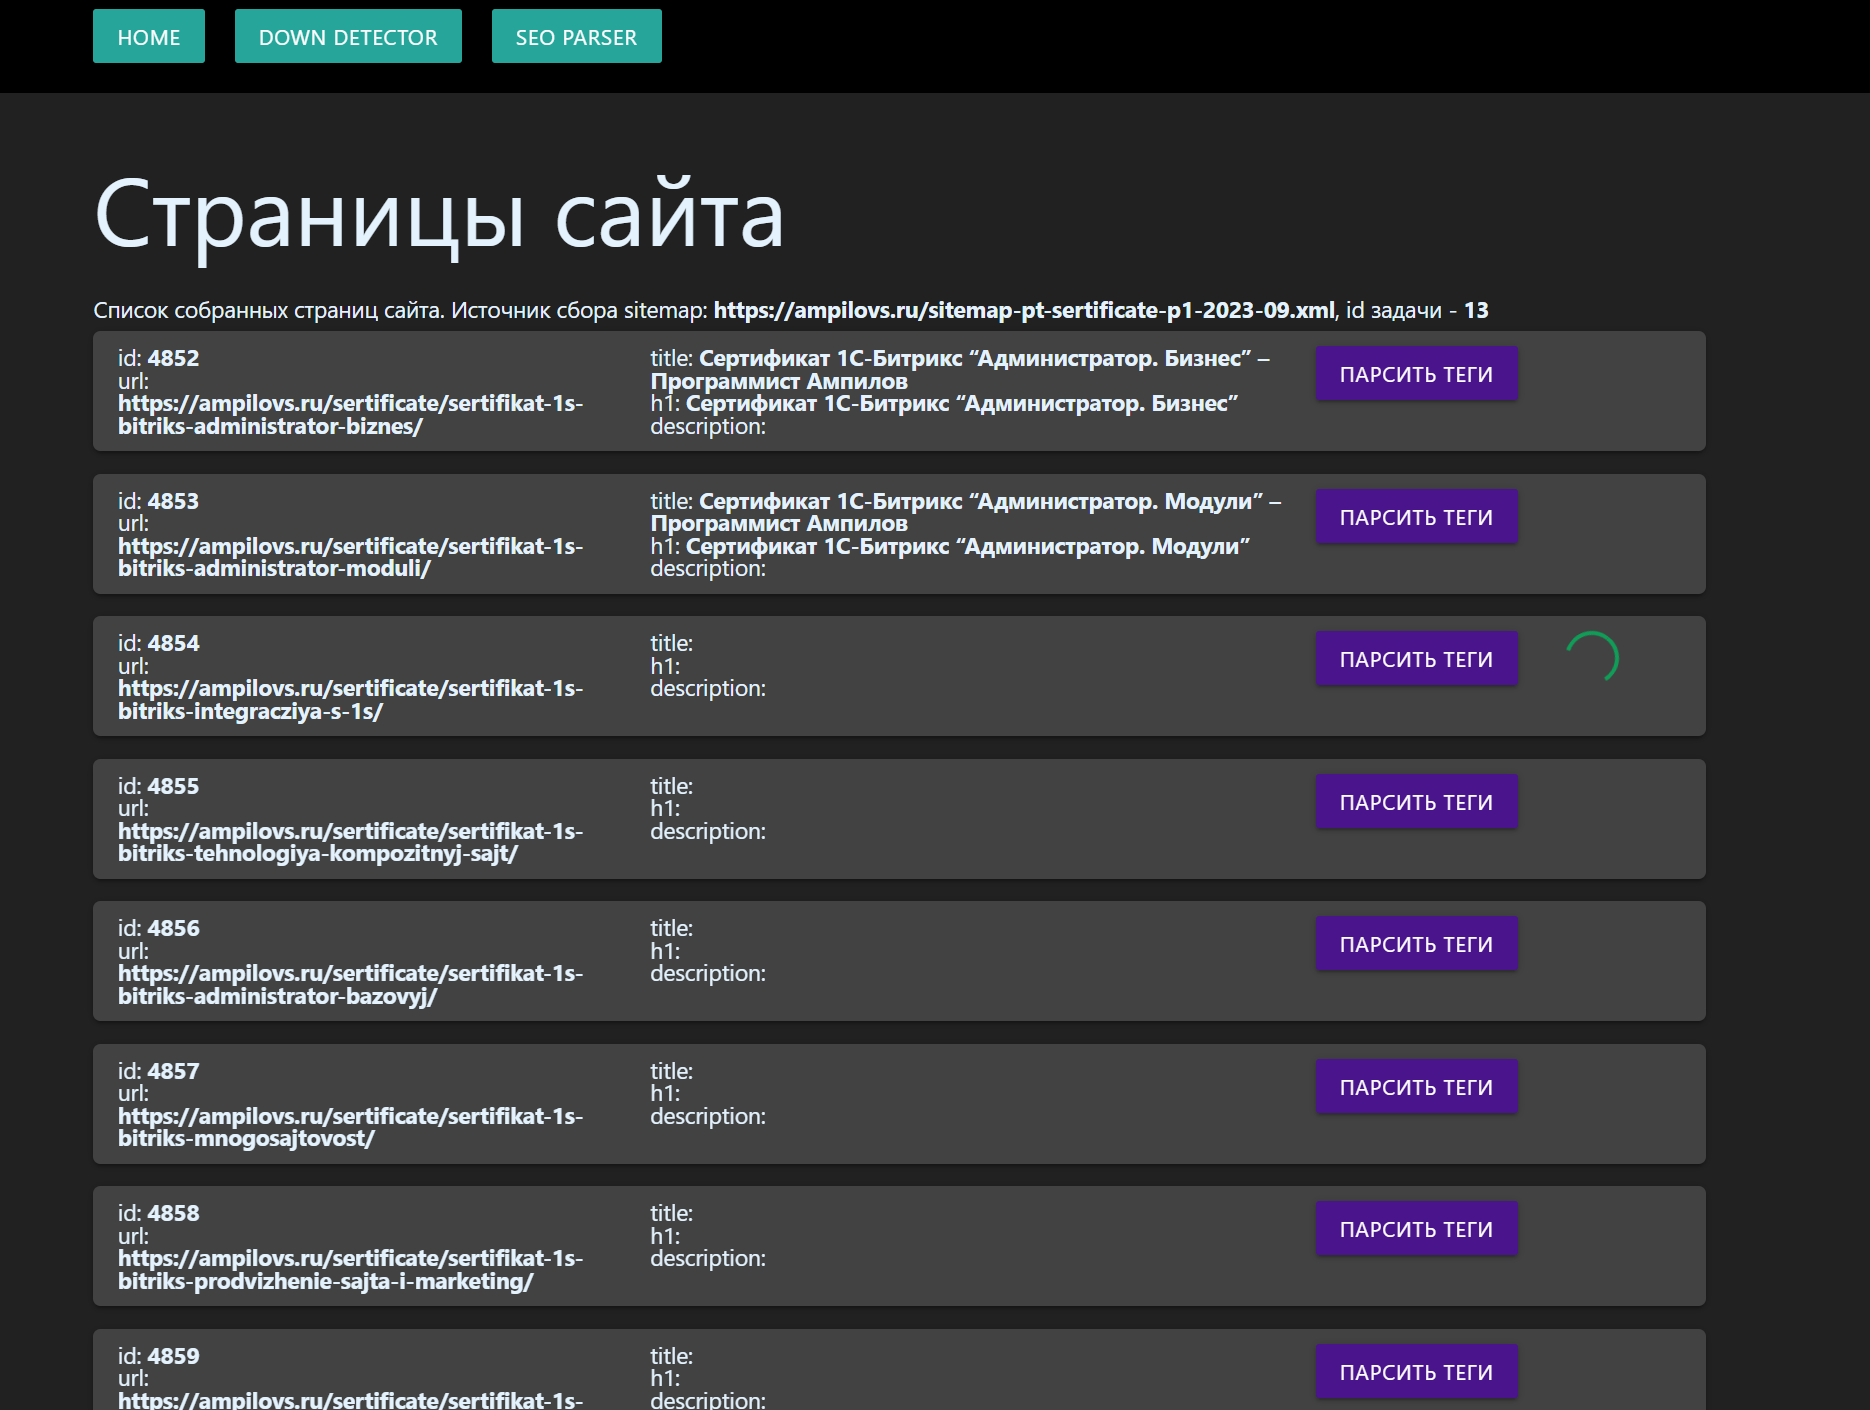 HOME DOWN DETECTOR SEO PARSER
Страницы сайта
Список собранных страниц сайта. Источник сбора sitemap: https://ampilovs.ru/sitemap-pt-sertificate-p1-2023-09.xml, id задачи - 13
id: 4852
url:
https://ampilovs.ru/sertificate/sertifikat-1s-
bitriks-administrator-biznes/
title: Сертификат 1С-Битрикс “Администратор. Бизнес” –
Программист Ампилов
h1: Сертификат 1С-Битрикс “Администратор. Бизнес”
description:
ПАРСИТЬ ТЕГИ
id: 4853
url:
https://ampilovs.ru/sertificate/sertifikat-1s-
bitriks-administrator-moduli/
title: Сертификат 1С-Битрикс “Администратор. Модули” –
Программист Ампилов
h1: Сертификат 1С-Битрикс “Администратор. Модули”
description:
ПАРСИТЬ ТЕГИ
id: 4854
url:
https://ampilovs.ru/sertificate/sertifikat-1s-
bitriks-integracziya-s-1s/
title:
h1:
description:
ПАРСИТЬ ТЕГИ
id: 4855
url:
https://ampilovs.ru/sertificate/sertifikat-1s-
bitriks-tehnologiya-kompozitnyj-sajt/
title:
h1:
description:
ПАРСИТЬ ТЕГИ
id: 4856
url:
https://ampilovs.ru/sertificate/sertifikat-1s-
bitriks-administrator-bazovyj/
title:
h1:
description:
ПАРСИТЬ ТЕГИ
id: 4857
url:
https://ampilovs.ru/sertificate/sertifikat-1s-
bitriks-mnogosajtovost/
title:
h1:
description:
ПАРСИТЬ ТЕГИ
id: 4858
url:
https://ampilovs.ru/sertificate/sertifikat-1s-
bitriks-prodvizhenie-sajta-i-marketing/
title:
h1:
description:
ПАРСИТЬ ТЕГИ
id: 4859
url:
https://ampilovs.ru/sertificate/sertifikat-1s-
title:
h1:
description:
ПАРСИТЬ ТЕГИ